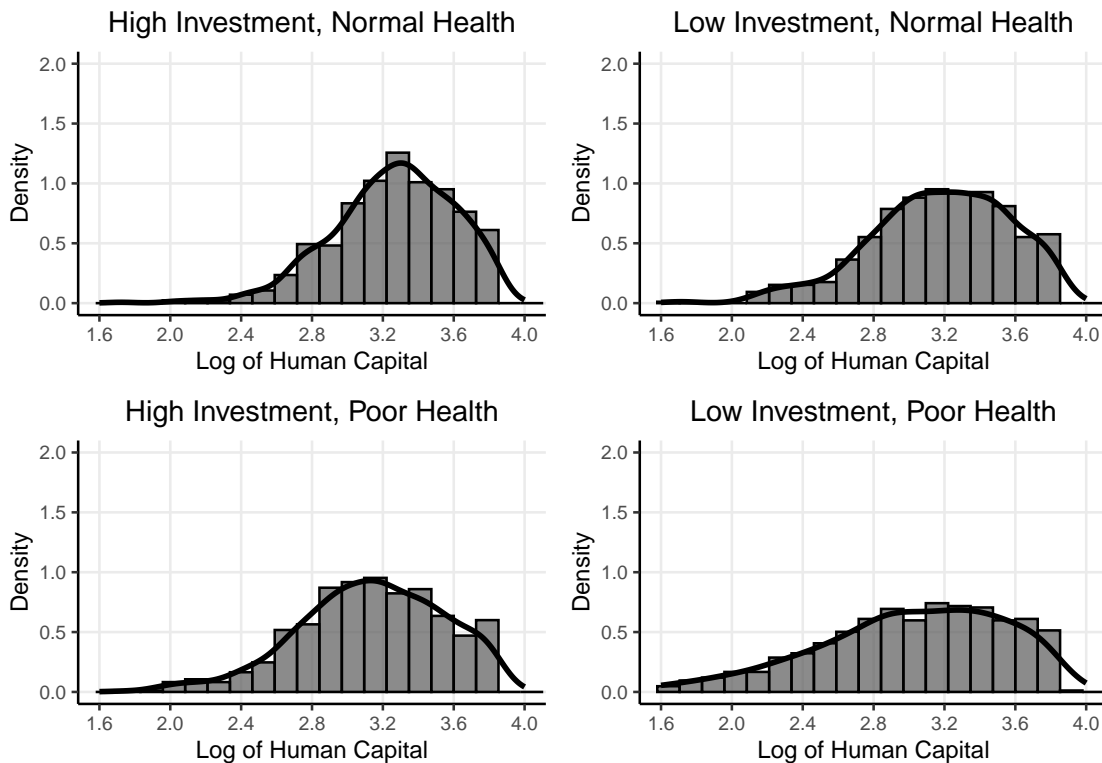 High Investment, Normal Health
2.0
1.5
1.0
0.5
0.0
Density
1.6 2.0 2.4 2.8 3.2 3.6 4.0
Log of Human Capital
Low Investment, Normal Health
2.0
1.5
1.0
0.5
0.0
Density
1.6 2.0 2.4 2.8 3.2 3.6 4.0
Log of Human Capital
High Investment, Poor Health
2.0
1.5
1.0
0.5
0.0
Density
1.6 2.0 2.4 2.8 3.2 3.6 4.0
Log of Human Capital
Low Investment, Poor Health
2.0
1.5
1.0
0.5
0.0
Density
1.6 2.0 2.4 2.8 3.2 3.6 4.0
Log of Human Capital